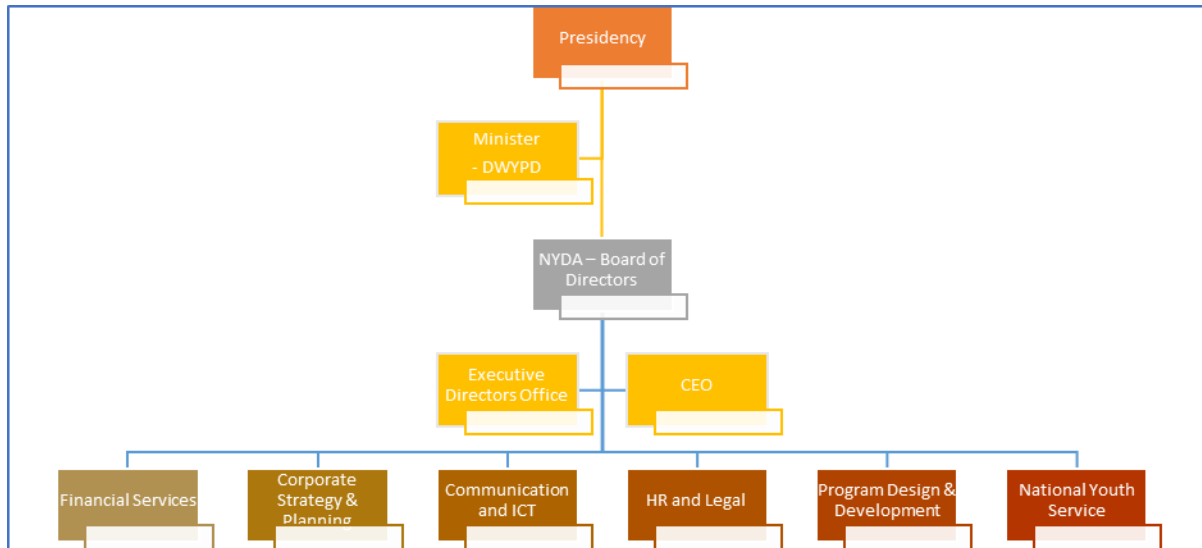 Presidency
Minister
- DWYPD
NYDA – Board of
Directors
Executive
Directors Office
CEO
Financial Services
Corporate
Strategy &
Planning
Communication
and ICT
HR and Legal
Program Design &
Development
National Youth
Service